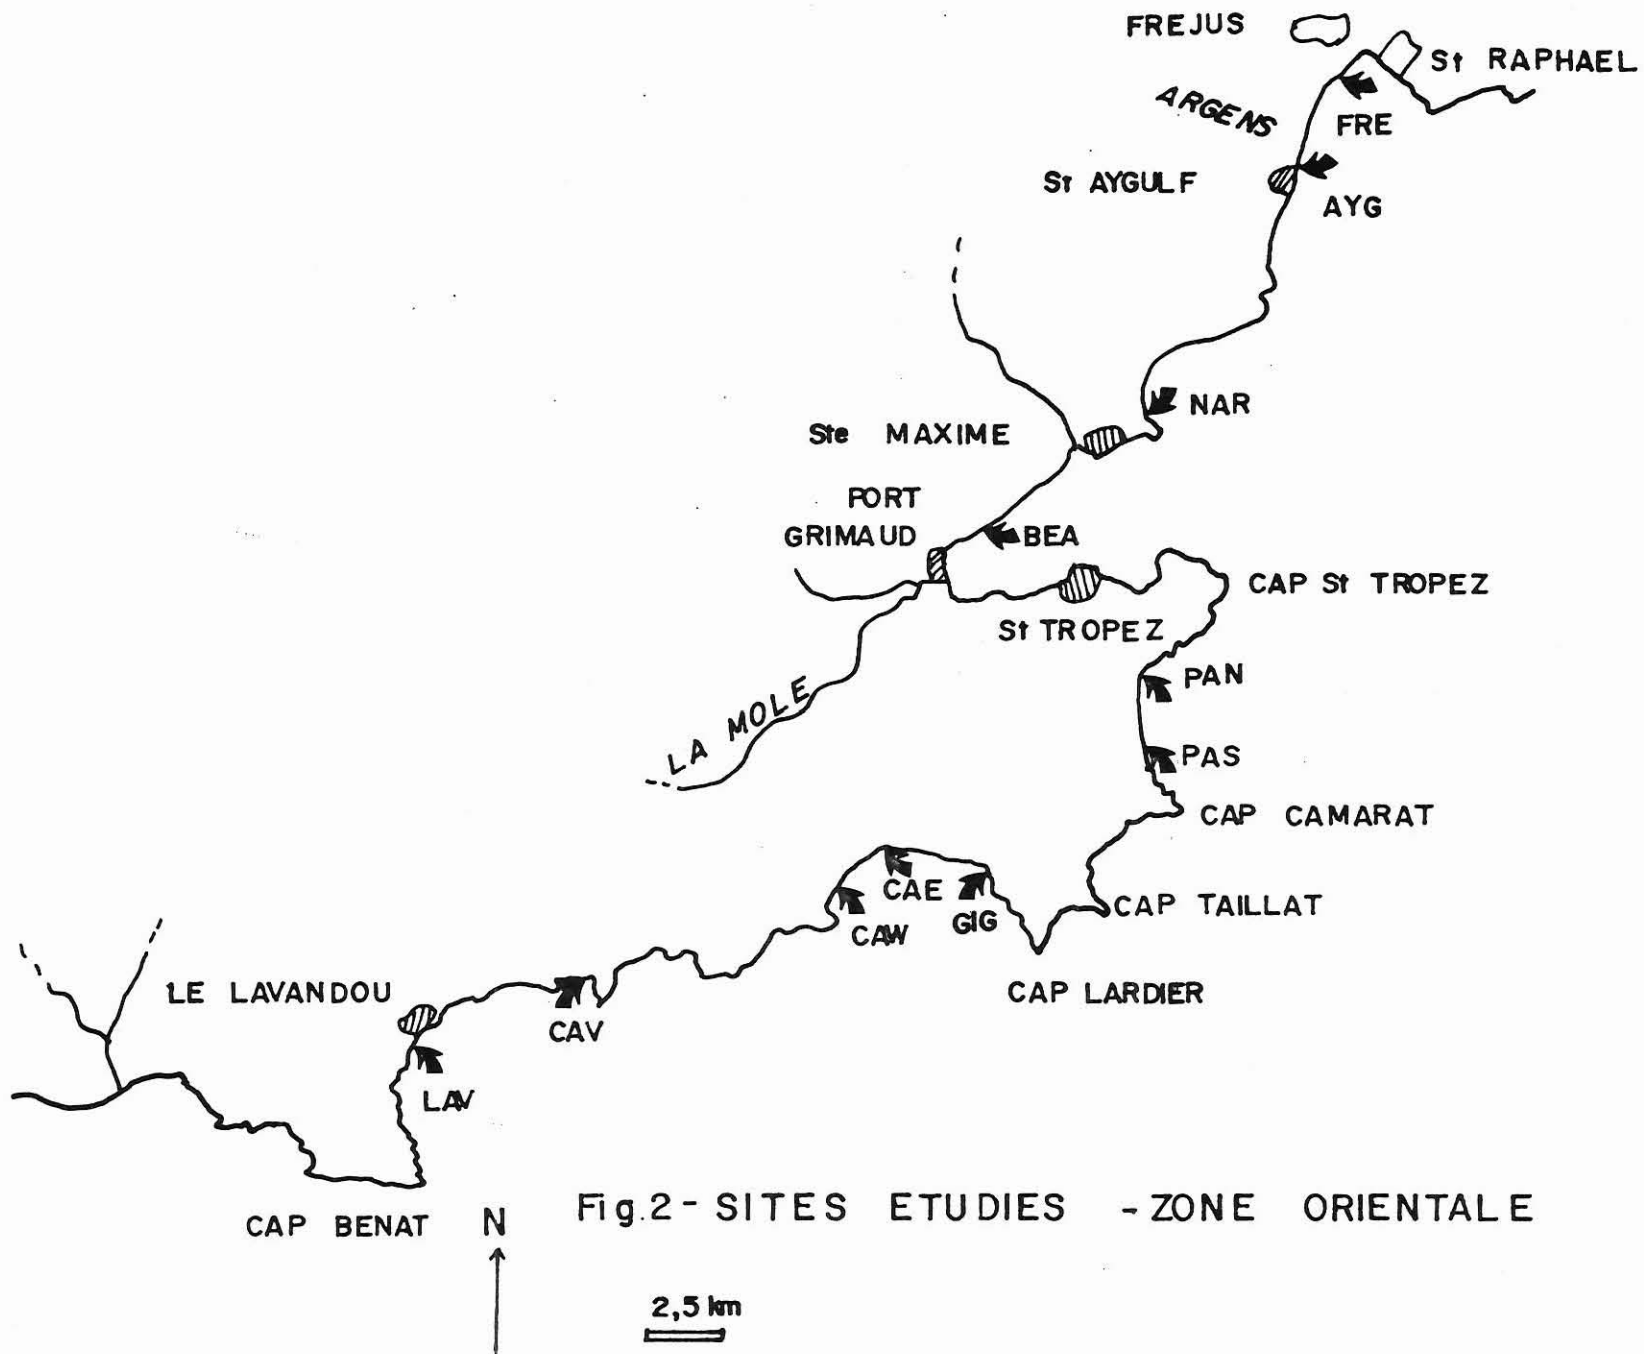 FREJUS
St RAPHAEL
ARGENS
FRE
St AYGULF
AYG
NAR
Ste MAXIME
PORT
GRIMAUD
BEA
CAP St TROPEZ
St TROPEZ
PAN
LA MOLE
PAS
CAP CAMARAT
CAE
CAP TAILLAT
GIG
CAW
LE LAVANDOU
CAP LARDIER
CAV
LAV
CAP BENAT
N
Fig.2 - SITES ETUDIES - ZONE ORIENTALE
2,5 km